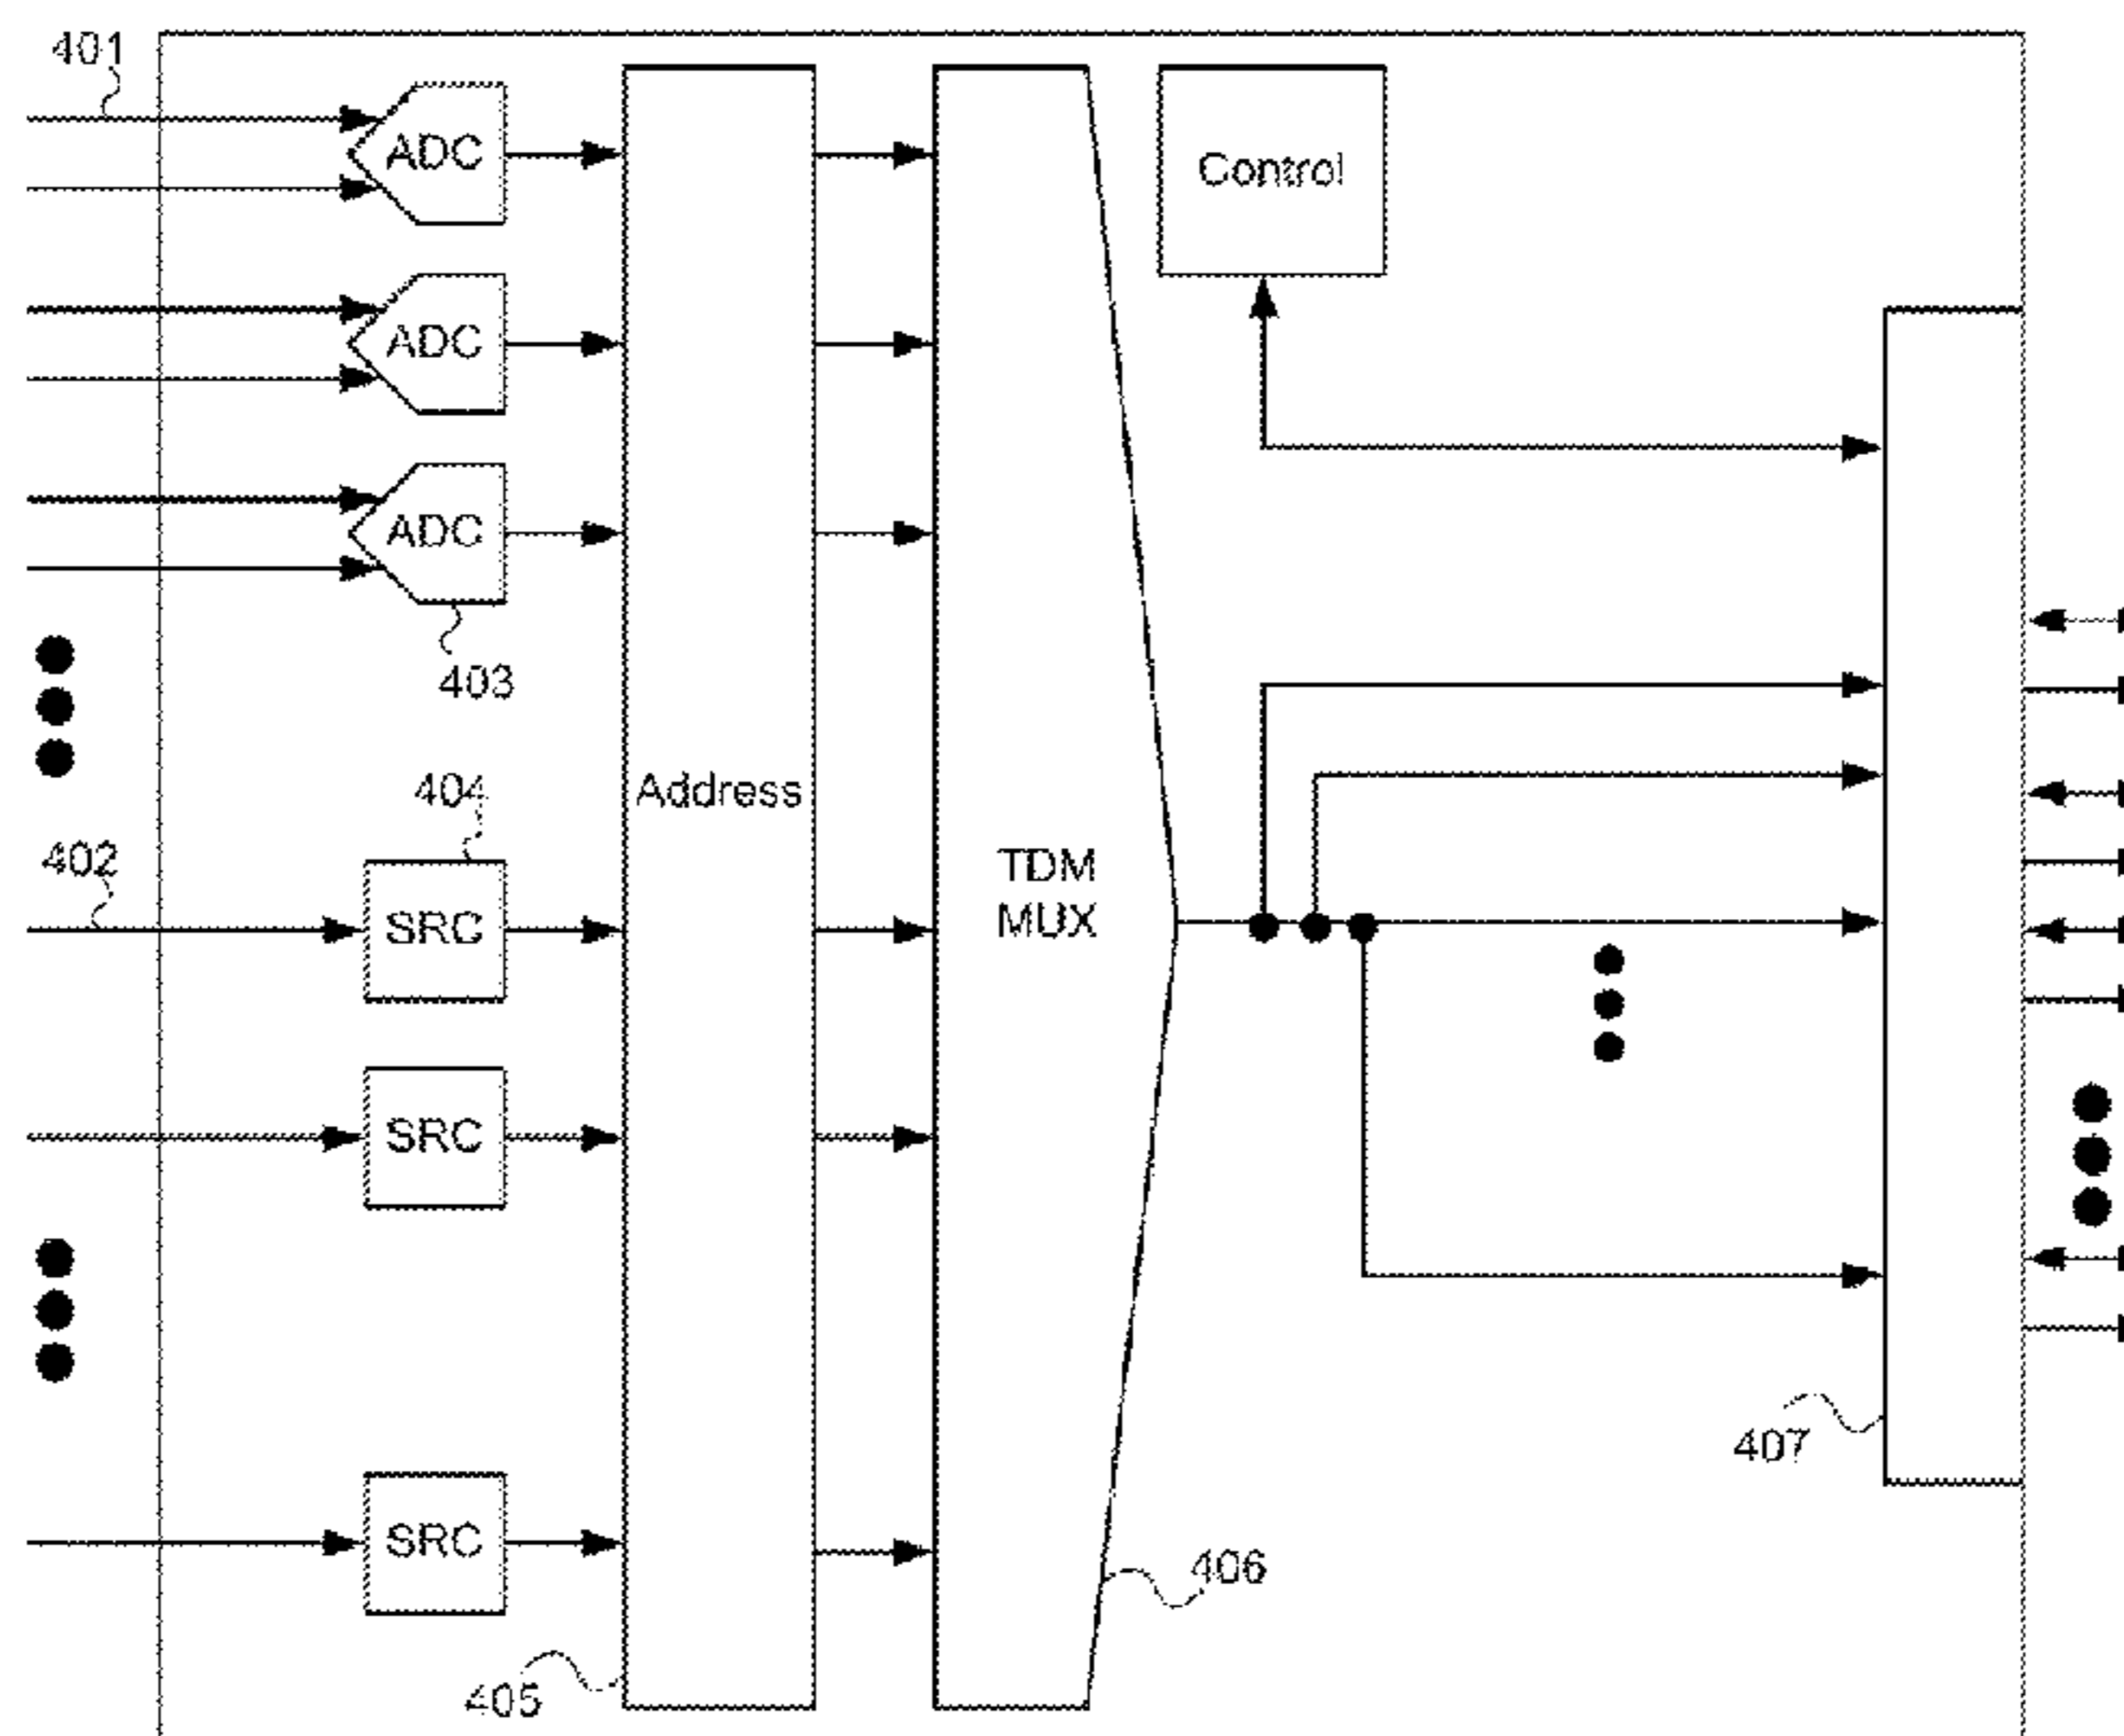 401
ADC
Control
ADC
ADC
403
404
Address
402
TDM
MUX
SRC
SRC
407
SRC
406
405